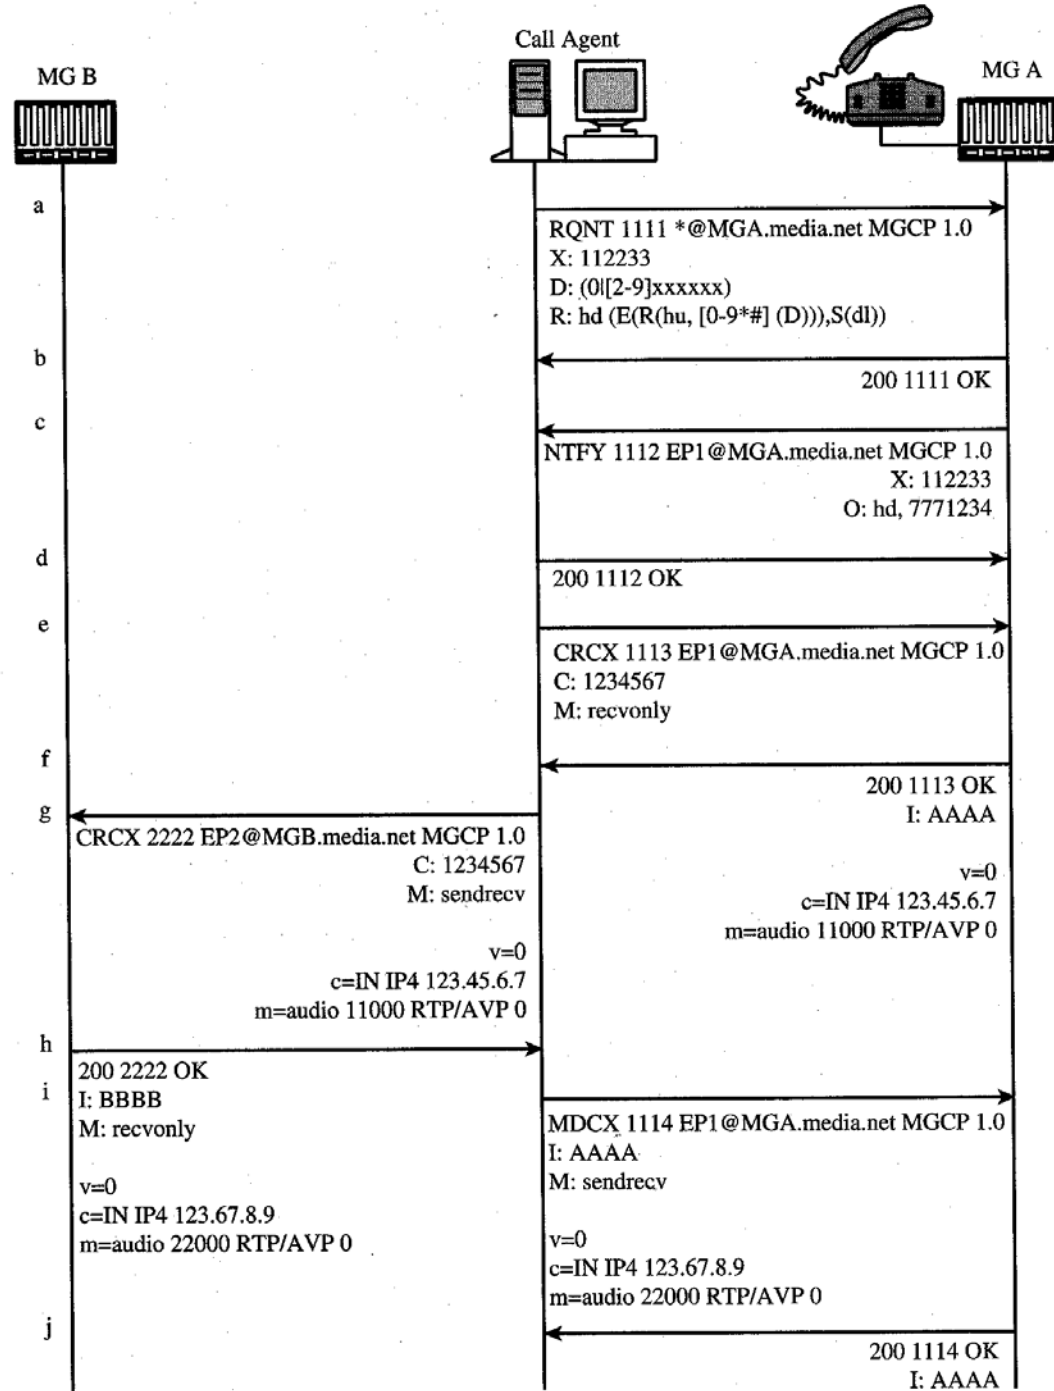 Call Agent
MG B
MG A
a
RQNT 1111 *@MGA.media.net MGCP 1.0
X: 112233
D: (0|[2-9]xxxxxx)
R: hd (E(R(hu, [0-9*#] (D))),S(dl))
b
200 1111 OK
c
NTFY 1112 EP1@MGA.media.net MGCP 1.0
X: 112233
O: hd, 7771234
d
200 1112 OK
e
CRCX 1113 EP1@MGA.media.net MGCP 1.0
C: 1234567
M: recvonly
f
200 1113 OK
I: AAAA
v=0
c=IN IP4 123.45.6.7
m=audio 11000 RTP/AVP 0
g
CRCX 2222 EP2@MGB.media.net MGCP 1.0
C: 1234567
M: sendrecv
v=0
c=IN IP4 123.45.6.7
m=audio 11000 RTP/AVP 0
h
200 2222 OK
I: BBBB
M: recvonly
v=0
c=IN IP4 123.67.8.9
m=audio 22000 RTP/AVP 0
i
MDCX 1114 EP1@MGA.media.net MGCP 1.0
I: AAAA
M: sendrecv
v=0
c=IN IP4 123.67.8.9
m=audio 22000 RTP/AVP 0
j
200 1114 OK
I: AAAA